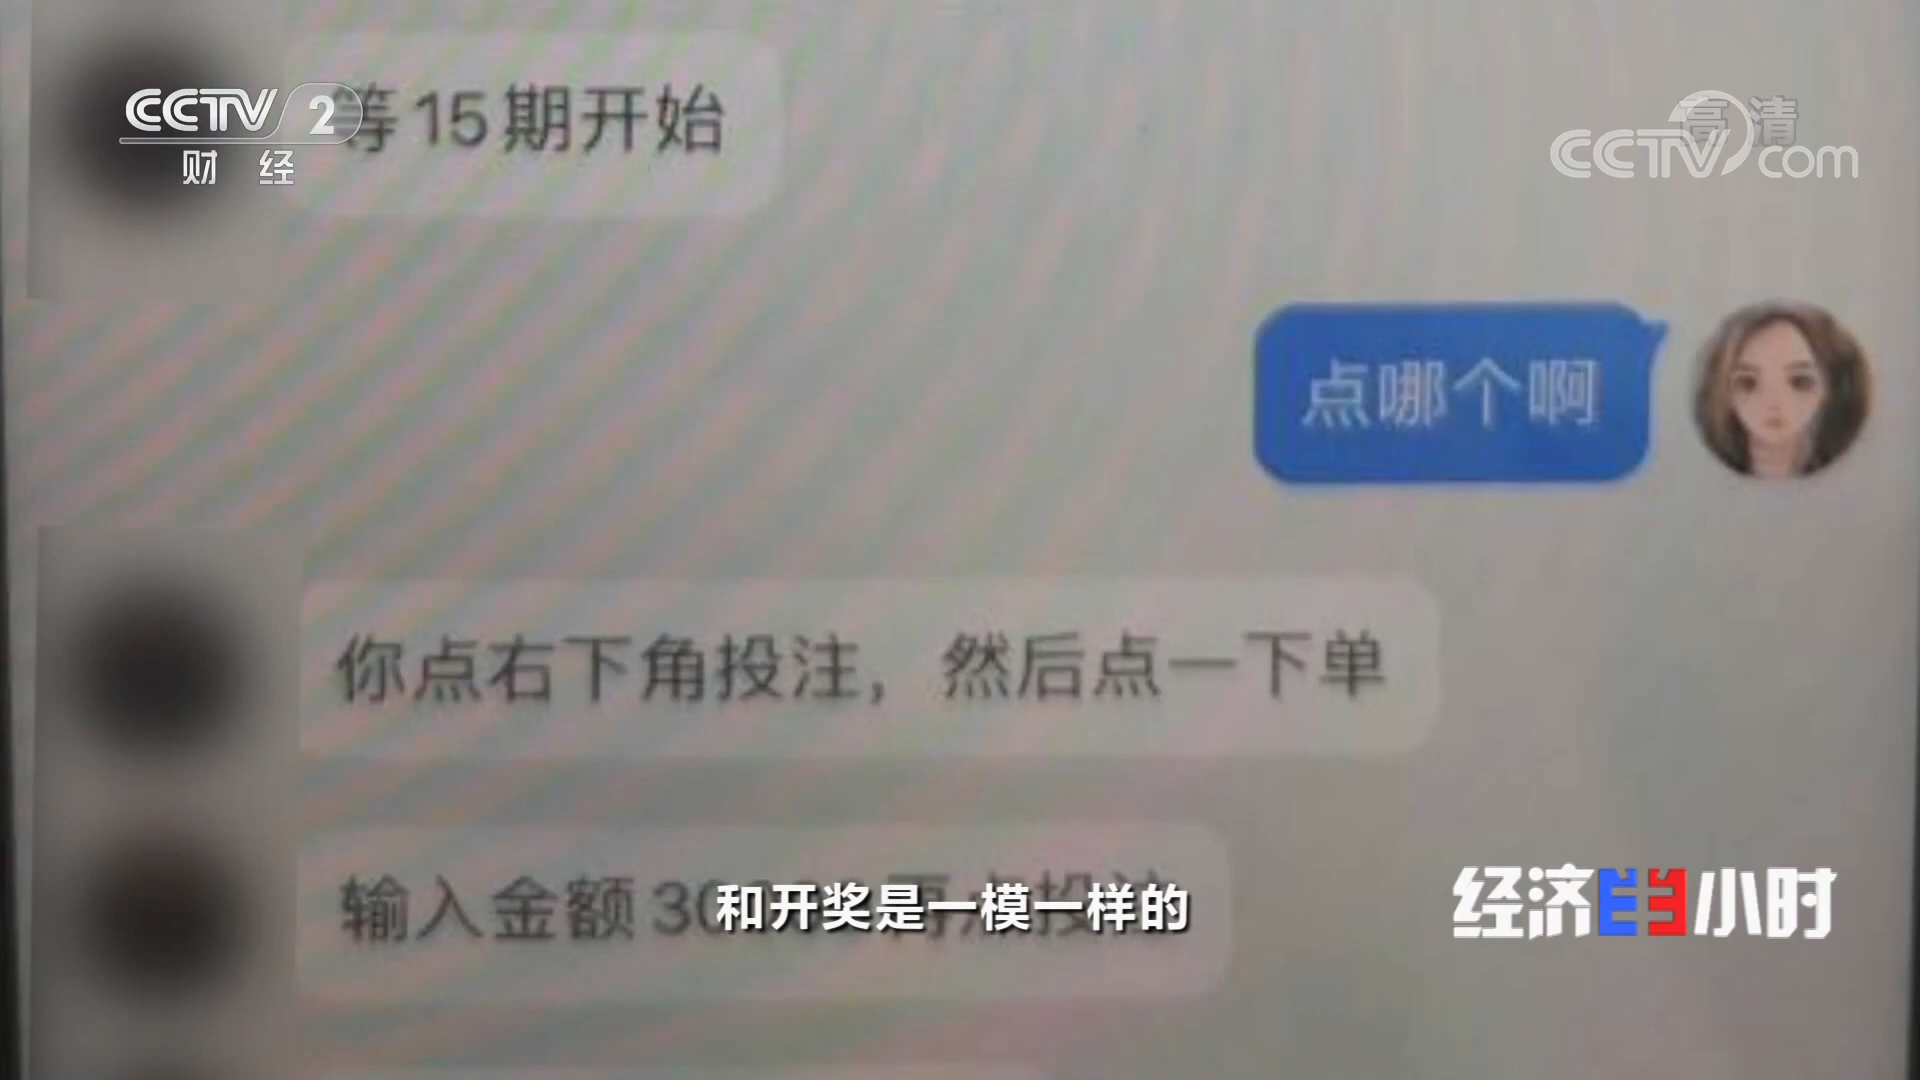 CCTV 2
财 经
高清
CCTV.com
等15期开始
点哪个啊
你点右下角投注，然后点一下单
输入金额30
和开奖是一模一样的
经济半小时